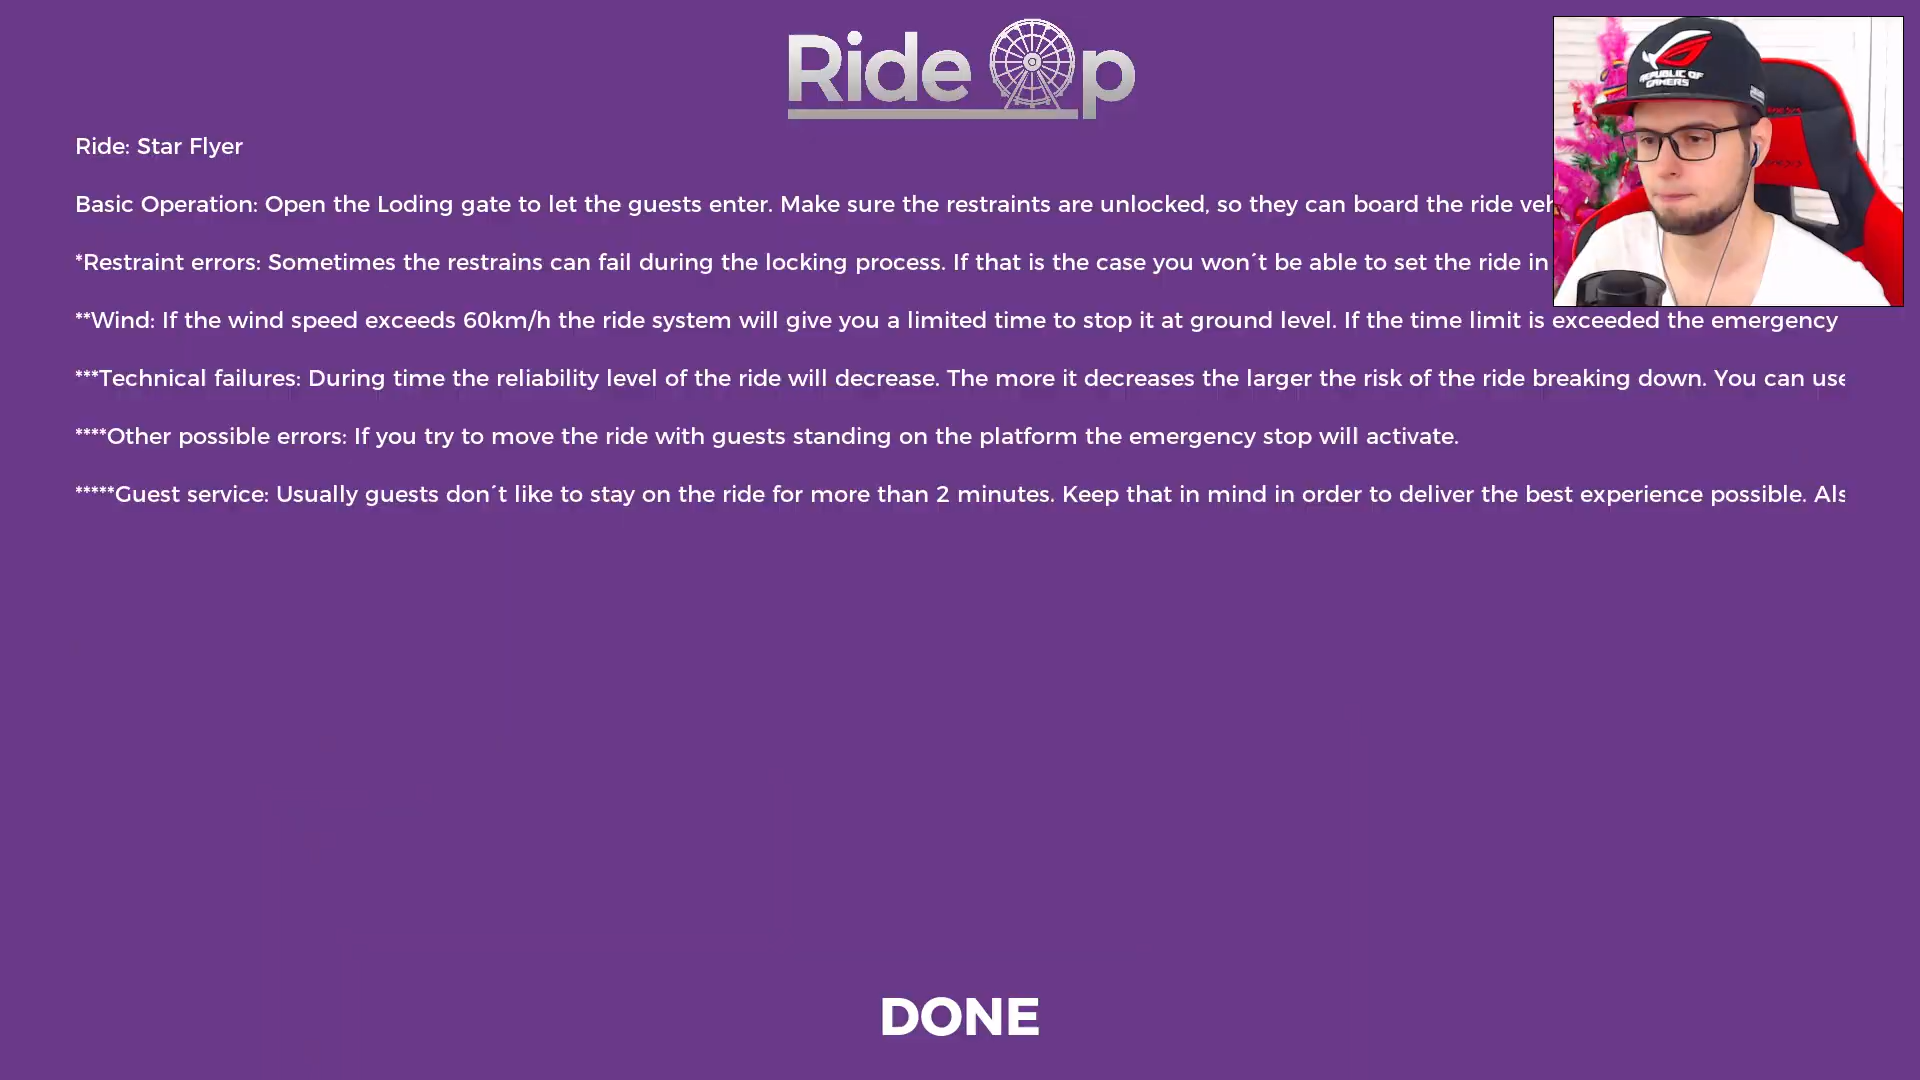 Ride Op
Ride: Star Flyer
Basic Operation: Open the Loding gate to let the guests enter. Make sure the restraints are unlocked, so they can board the ride
*Restraint errors: Sometimes the restrains can fail during the locking process. If that is the case you won´t be able to set the ride in
**Wind: If the wind speed exceeds 60km/h the ride system will give you a limited time to stop it at ground level. If the time limit is exceeded the emergency
***Technical failures: During time the reliability level of the ride will decrease. The more it decreases the larger the risk of the ride breaking down. You can use
****Other possible errors: If you try to move the ride with guests standing on the platform the emergency stop will activate.
*****Guest service: Usually guests don´t like to stay on the ride for more than 2 minutes. Keep that in mind in order to deliver the best experience possible.
DONE
REPUBLIC OF
GAMERS